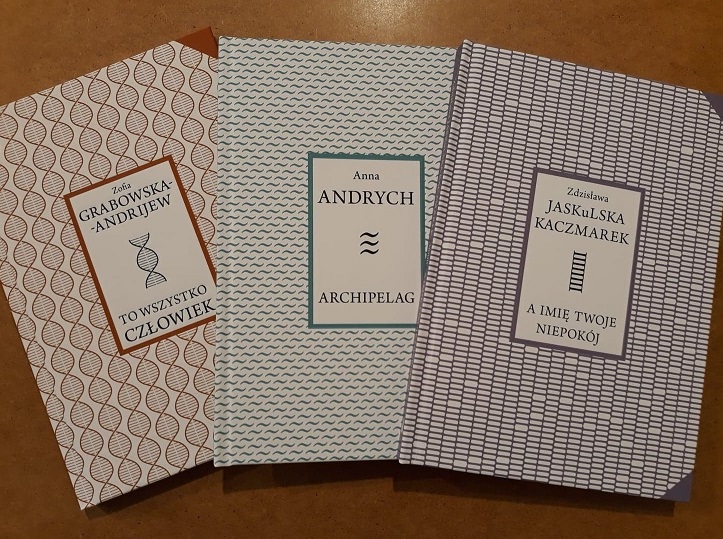 Zofia
GRABOWSKA-
-ANDRIJEW
TO WSZYSTKO
CZŁOWIEK
Anna
ANDRYCH
ARCHIPELAG
Zdzisława
JASKuLSKA
KACZMAREK
A IMIĘ TWOJE
NIEPOKÓJ